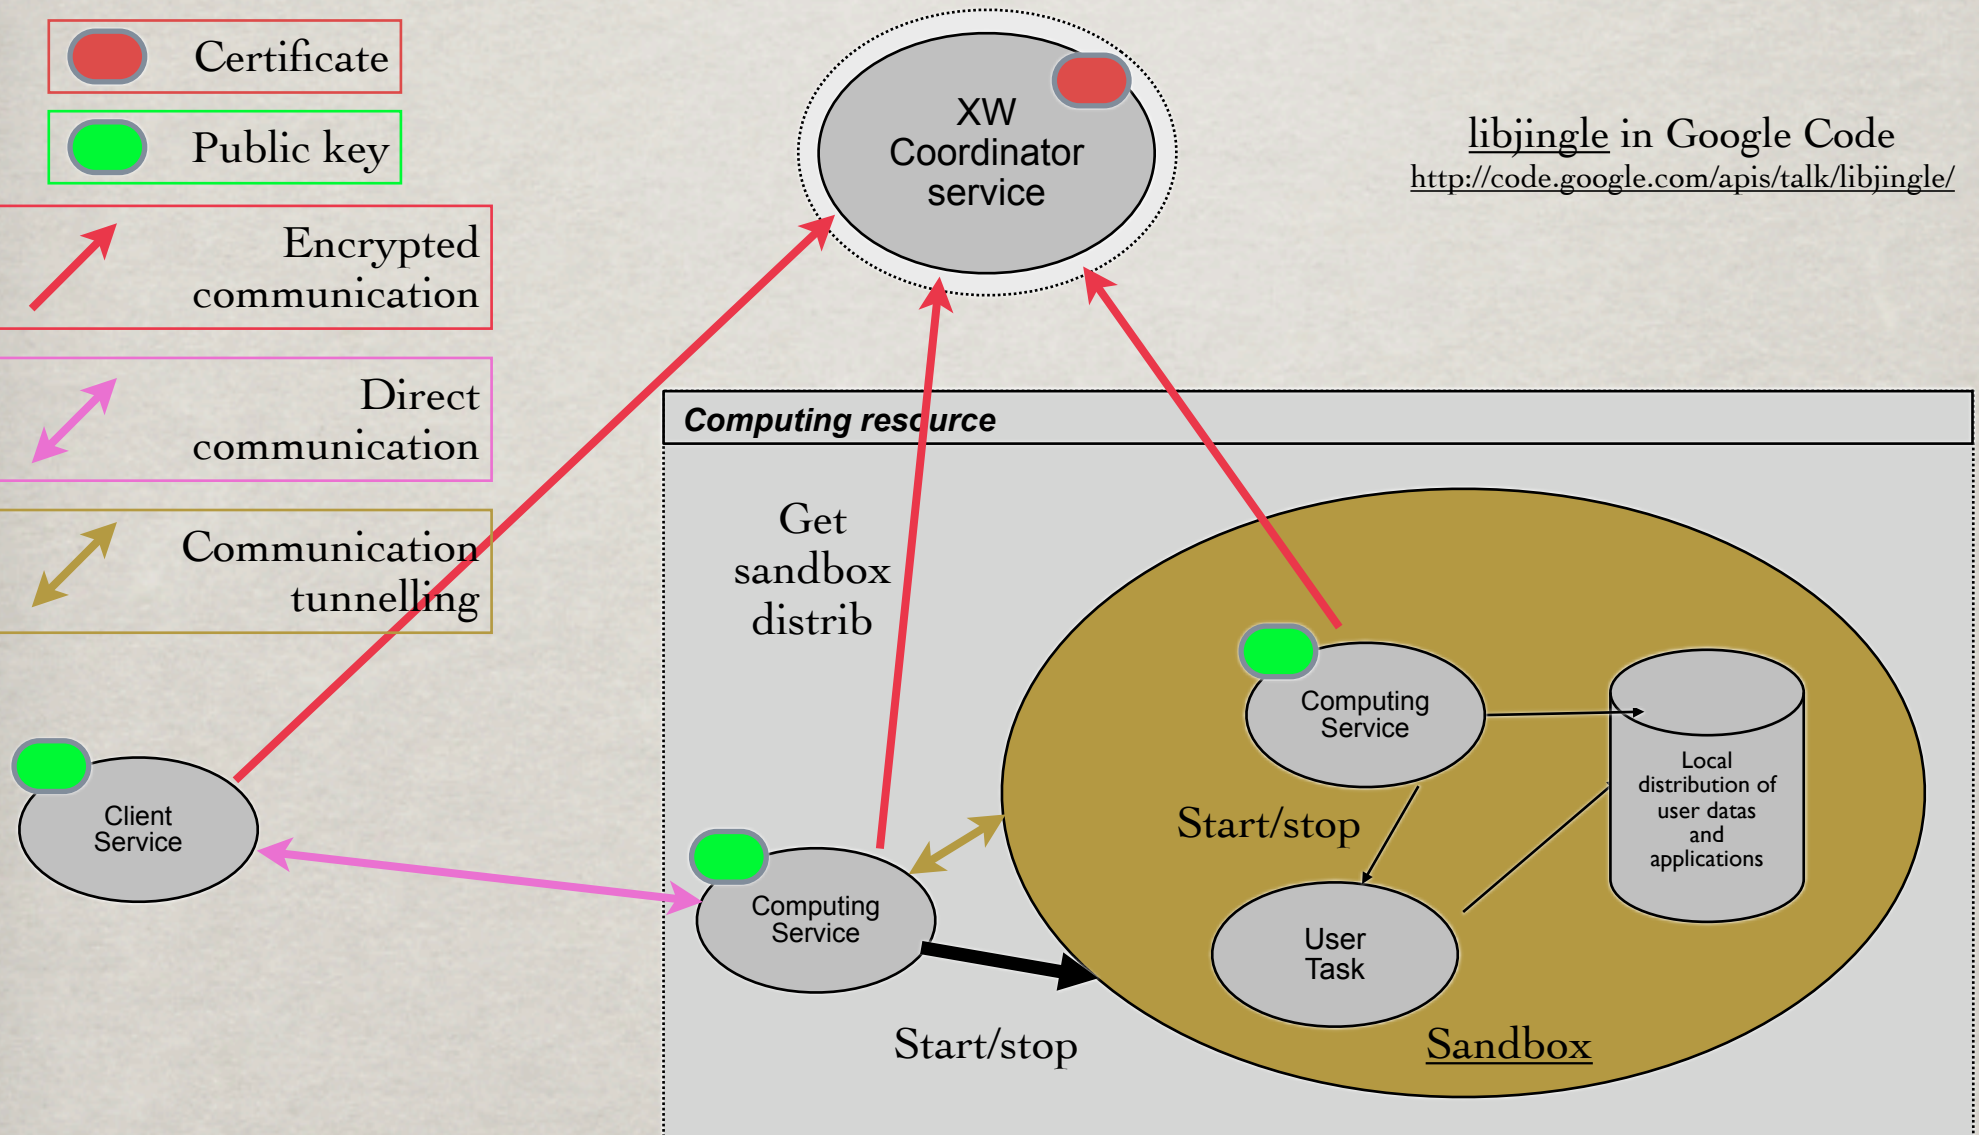 Certificate
Public key
Encrypted
communication
Direct
communication
Communication
tunnelling
XW
Coordinator
service
libjingle in Google Code
http://code.google.com/apis/talk/libjingle/
Computing resource
Get
sandbox
distrib
Computing
Service
Local
distribution of
user datas
and
applications
Start/stop
Client
Service
Computing
Service
User
Task
Start/stop
Sandbox